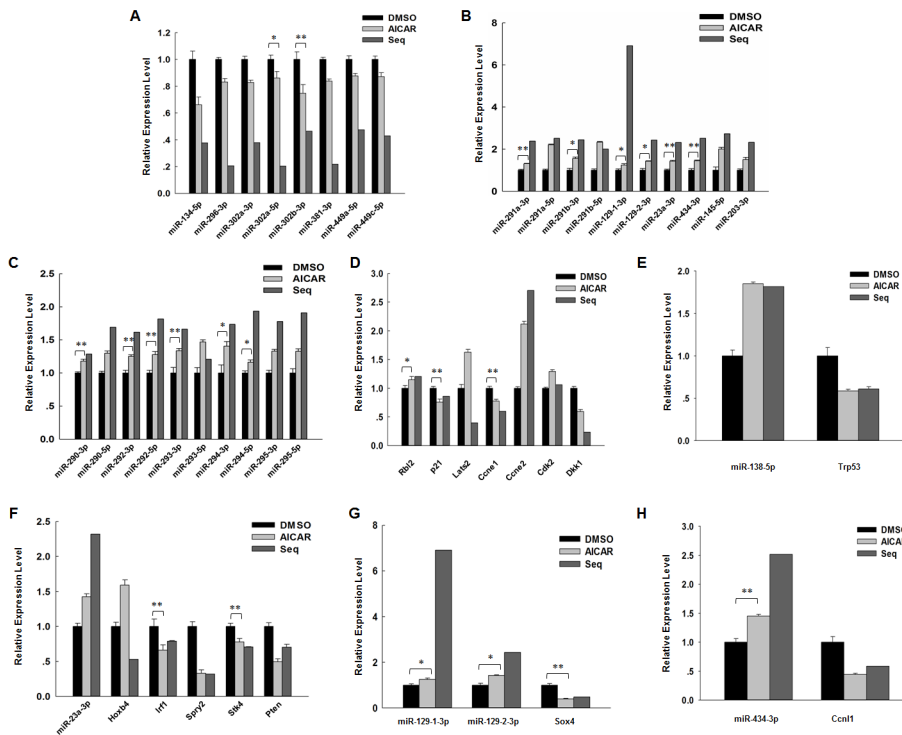 A
DMSO
AICAR
Seq
Relative Expression Level
1.4
1.2
1.0
.8
.6
.4
.2
0
* **
miR-134-5p miR-296-3p miR-302a-3p miR-302a-5p miR-302b-3p miR-381-3p miR-449a-5p miR-449c-5p
B
DMSO
AICAR
Seq
Relative Expression Level
8
6
4
2
0
** * * * ** **
miR-291a-3p miR-291a-5p miR-291b-3p miR-291b-5p miR-129-1-3p miR-129-2-3p miR-23a-3p miR-434-3p miR-145-5p miR-203-3p
C
DMSO
AICAR
Seq
Relative Expression Level
2.5
2.0
1.5
1.0
.5
0.0
** ** ** ** * *
miR-290-3p miR-290-5p miR-292-3p miR-292-5p miR-293-3p miR-293-5p miR-294-3p miR-294-5p miR-295-3p miR-295-5p
D
DMSO
AICAR
Seq
Relative Expression Level
3.0
2.5
2.0
1.5
1.0
.5
0.0
* ** **
Rbl2 p21 Lats2 Ccne1 Ccne2 Cdk2 Dkk1
E
DMSO
AICAR
Seq
Relative Expression Level
2.0
1.5
1.0
.5
0.0
miR-138-5p Trp53
F
DMSO
AICAR
Seq
Relative Expression Level
2.5
2.0
1.5
1.0
.5
0.0
** **
miR-23a-3p Hoxb4 Irf1 Spry2 Stk4 Pten
G
DMSO
AICAR
Seq
Relative Expression Level
8
6
4
2
0
* * **
miR-129-1-3p miR-129-2-3p Sox4
H
DMSO
AICAR
Seq
Relative Expression Level
3.0
2.5
2.0
1.5
1.0
.5
0.0
**
miR-434-3p Ccnl1